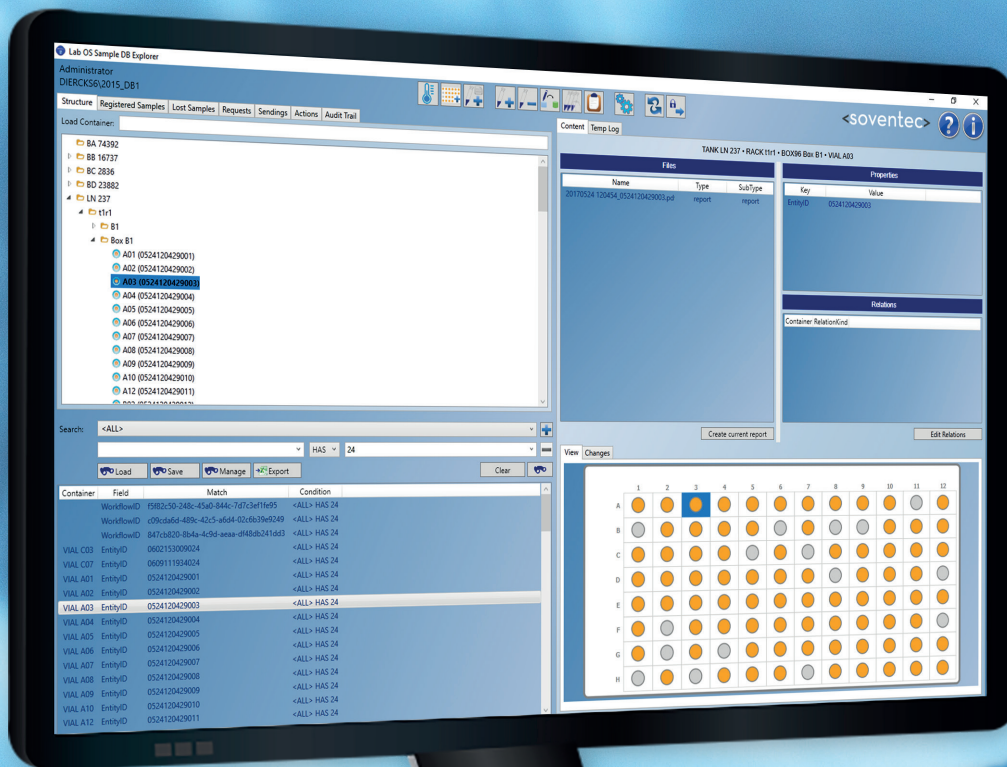 Lab OS Sample DB Explorer
Administrator
DIERCKS6\2015_DB1
<soventec>
Structure Registered Samples Lost Samples Requests Sendings Actions Audit Trail
Load Container:
BA 74392
BB 16737
BC 2836
BD 23882
LN 237
t1r1
B1
Box B1
A01 (0524120429001)
A02 (0524120429002)
A03 (0524120429003)
A04 (0524120429004)
A05 (0524120429005)
A06 (0524120429006)
A07 (0524120429007)
A08 (0524120429008)
A09 (0524120429009)
A10 (0524120429010)
A12 (0524120429011)
Search: <ALL>
HAS 24
Load Save Manage Export Clear
Container Field Match Condition
WorkflowID f5f82c50-248c-45a0-844c-7d7c3ef1fe95 <ALL> HAS 24
WorkflowID c09cda6d-489c-42c5-a6d4-02c6b39e9249 <ALL> HAS 24
WorkflowID 847cb820-8b4a-4c9d-aeaa-df48db241dd3 <ALL> HAS 24
VIAL C03 EntityID 0602153009024 <ALL> HAS 24
VIAL C07 EntityID 0609111934024 <ALL> HAS 24
VIAL A01 EntityID 0524120429001 <ALL> HAS 24
VIAL A02 EntityID 0524120429002 <ALL> HAS 24
VIAL A03 EntityID 0524120429003 <ALL> HAS 24
VIAL A04 EntityID 0524120429004 <ALL> HAS 24
VIAL A05 EntityID 0524120429005 <ALL> HAS 24
VIAL A06 EntityID 0524120429006 <ALL> HAS 24
VIAL A07 EntityID 0524120429007 <ALL> HAS 24
VIAL A08 EntityID 0524120429008 <ALL> HAS 24
VIAL A09 EntityID 0524120429009 <ALL> HAS 24
VIAL A10 EntityID 0524120429010 <ALL> HAS 24
VIAL A12 EntityID 0524120429011 <ALL> HAS 24
Content Temp Log
TANK LN 237 • RACK t1r1 • BOX96 Box B1 • VIAL A03
Files
Name Type SubType
20170524 120454_0524120429003.pd report report
Create current report
Properties
Key Value
EntityID 0524120429003
Relations
Container RelationKind
Edit Relations
View Changes
1 2 3 4 5 6 7 8 9 10 11 12
A
B
C
D
E
F
G
H